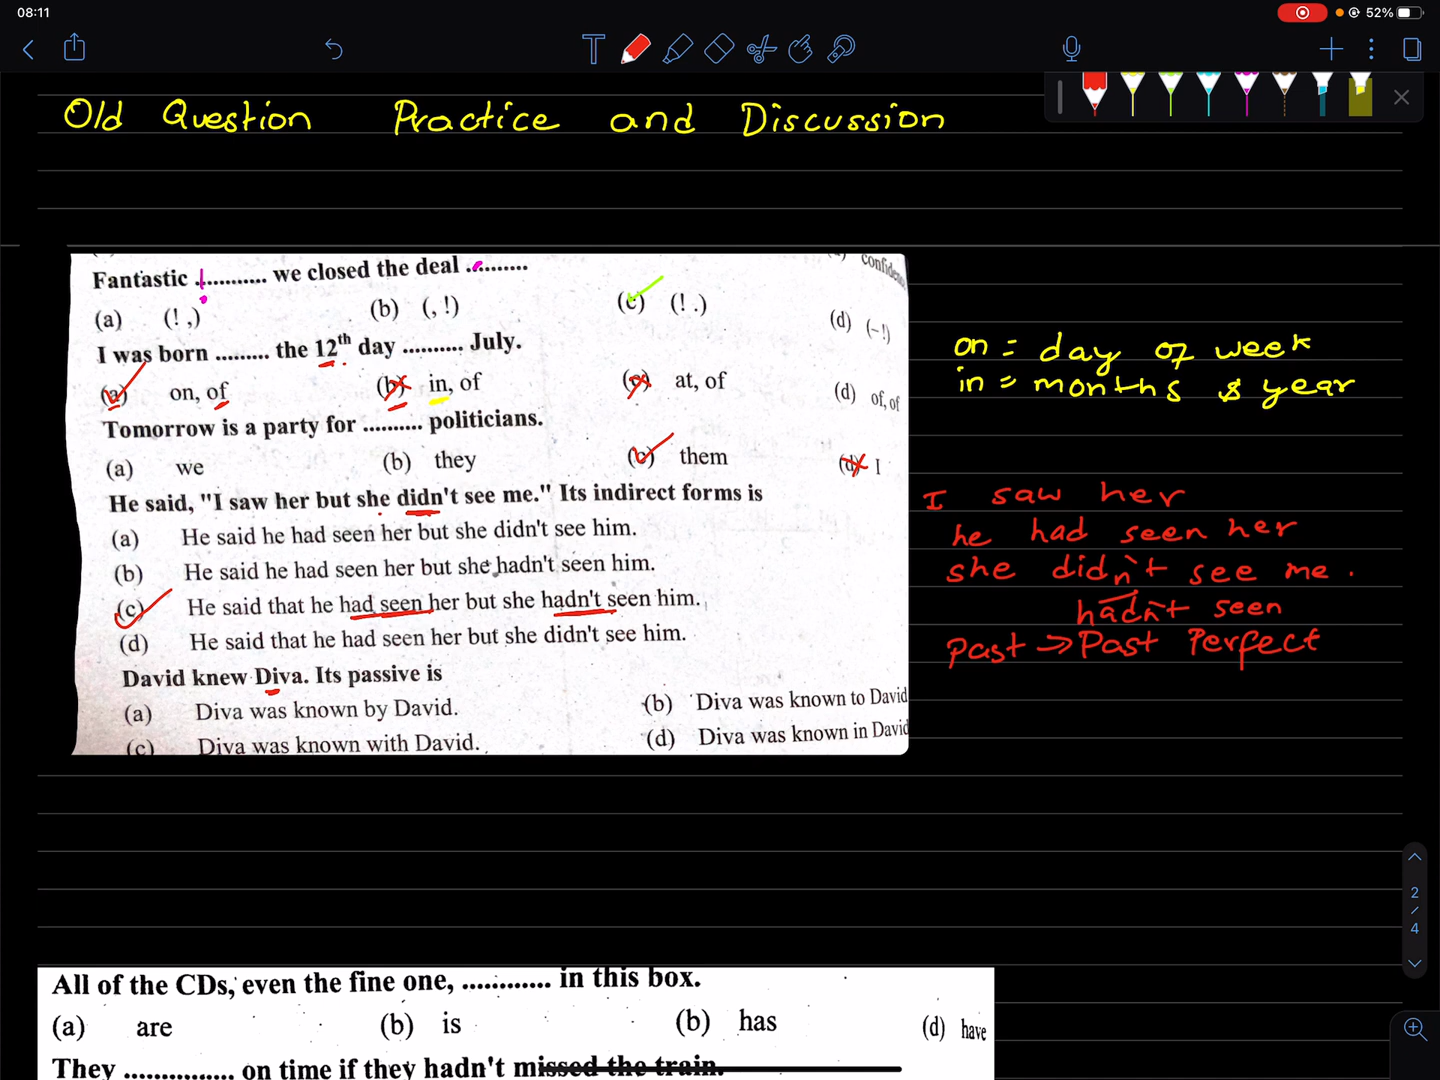 08:11
52%
Old Question Practice and Discussion
Fantastic .......... we closed the deal ..........
(a) (! ,) (b) (, !) (c) (! .) (d) (–!)
I was born ......... the 12th day .......... July.
(a) on, of (b) in, of (c) at, of (d) of, of
Tomorrow is a party for .......... politicians.
(a) we (b) they (c) them (d) I
He said, "I saw her but she didn't see me." Its indirect forms is
(a) He said he had seen her but she didn't see him.
(b) He said he had seen her but she hadn't seen him.
(c) He said that he had seen her but she hadn't seen him.
(d) He said that he had seen her but she didn't see him.
David knew Diva. Its passive is
(a) Diva was known by David. (b) Diva was known to David
(c) Diva was known with David. (d) Diva was known in David
on = day of week
in = months & year
I saw her
he had seen her
she didn't see me.
hadn't seen
Past → Past Perfect
All of the CDs, even the fine one, ............ in this box.
(a) are (b) is (b) has (d) have
They ............... on time if they hadn't missed the train.
2
/
4